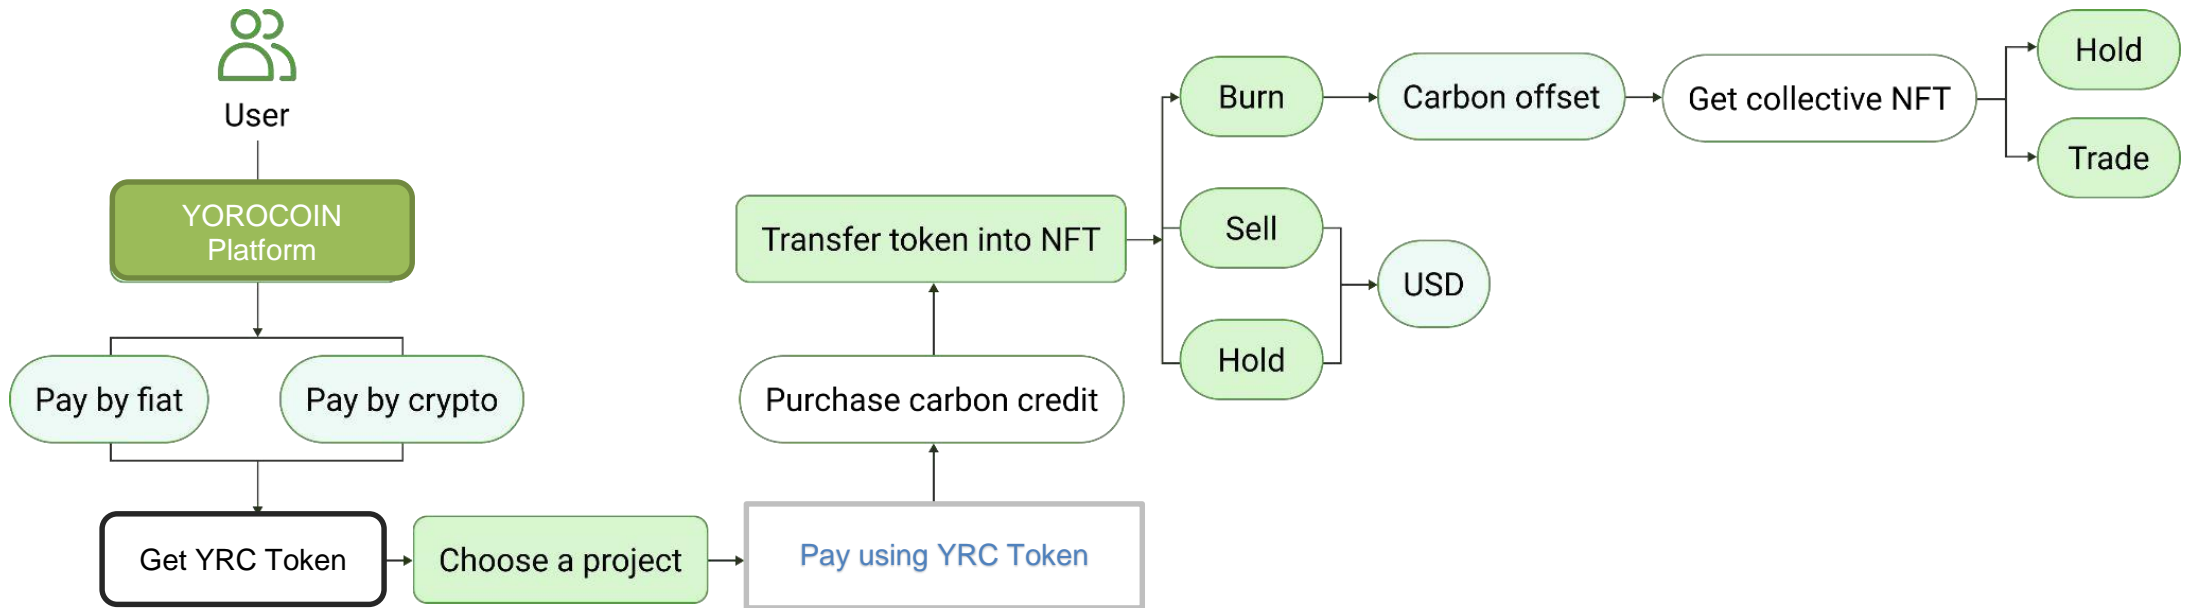 User
YOROCOIN
Platform
Pay by fiat
Pay by crypto
Get YRC Token
Choose a project
Pay using YRC Token
Purchase carbon credit
Transfer token into NFT
Burn
Sell
Hold
Carbon offset
USD
Get collective NFT
Hold
Trade